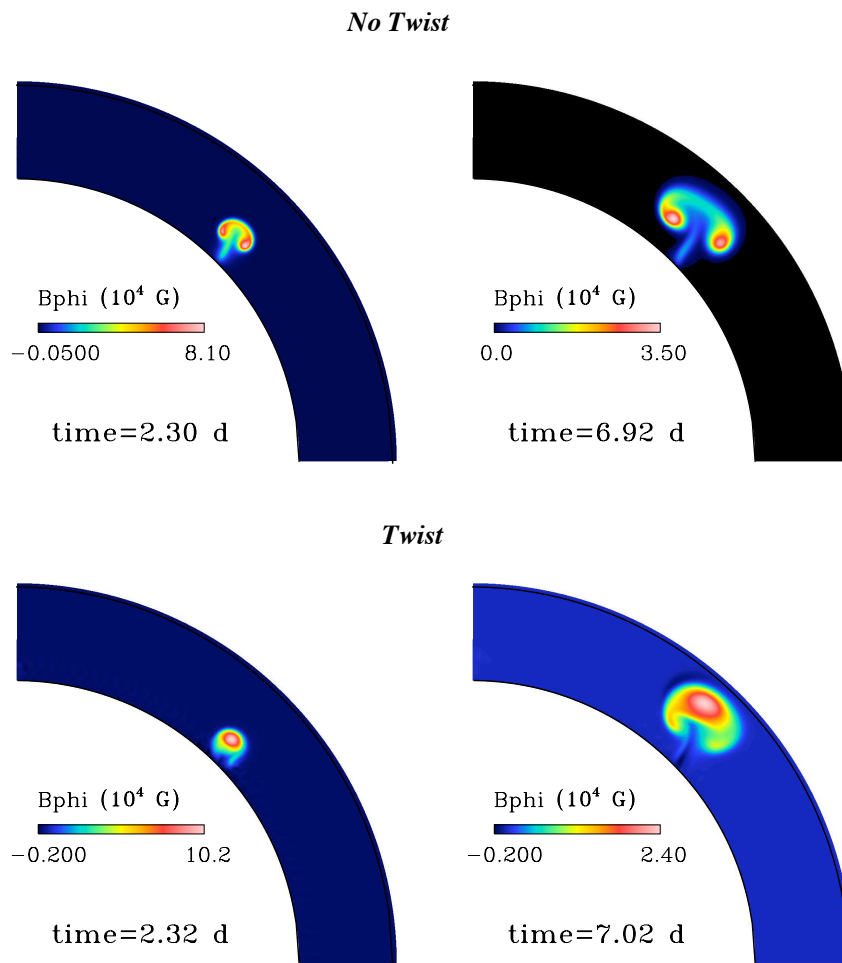 No Twist
Bphi (10⁴ G)
−0.0500 8.10
time=2.30 d
Bphi (10⁴ G)
0.0 3.50
time=6.92 d
Twist
Bphi (10⁴ G)
−0.200 10.2
time=2.32 d
Bphi (10⁴ G)
−0.200 2.40
time=7.02 d